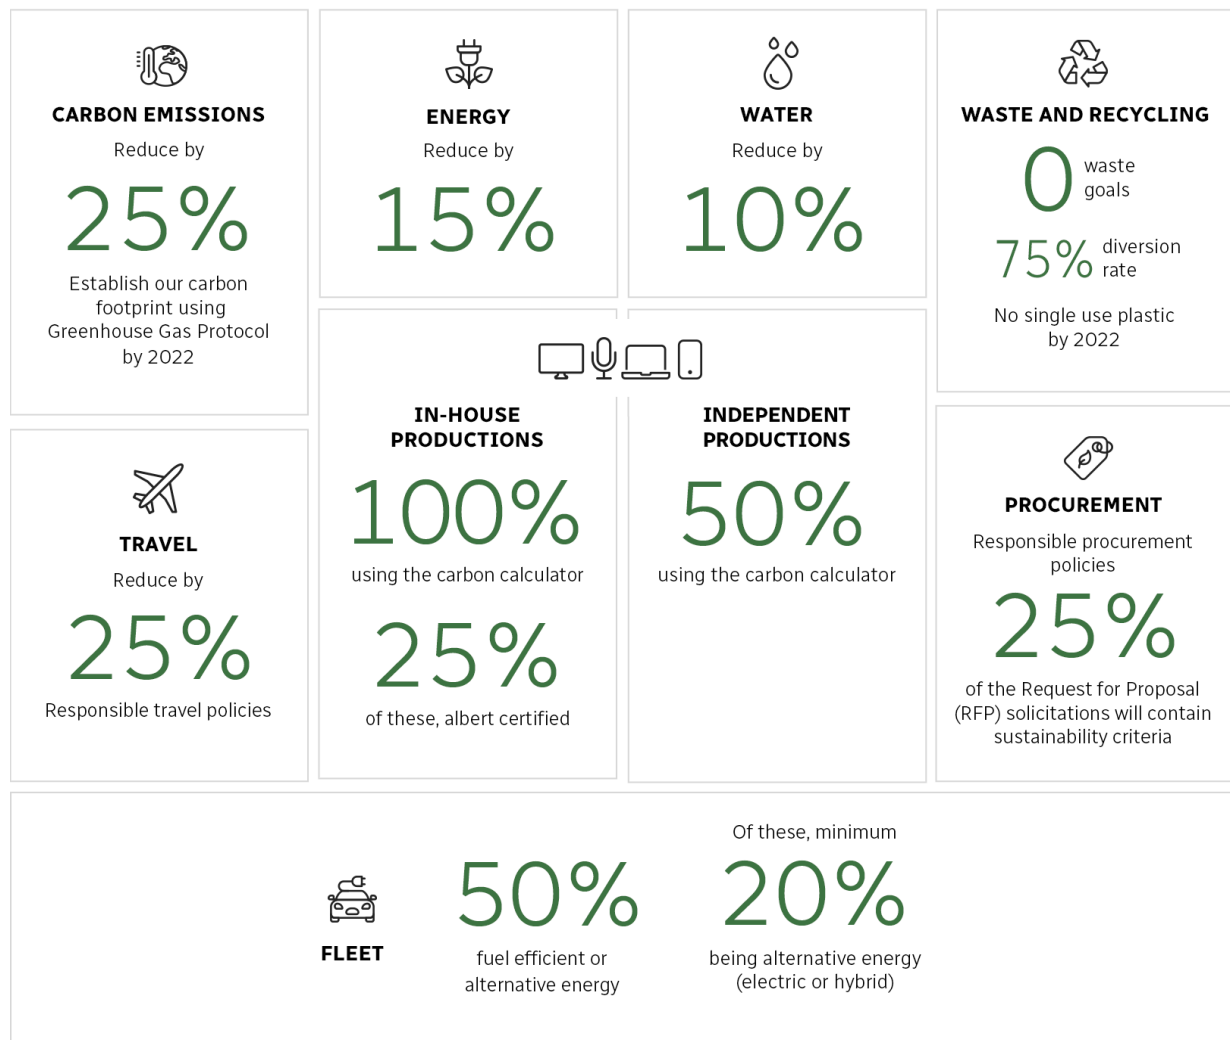 CARBON EMISSIONS
Reduce by
25%
Establish our carbon
footprint using
Greenhouse Gas Protocol
by 2022
ENERGY
Reduce by
15%
WATER
Reduce by
10%
WASTE AND RECYCLING
0 waste
goals
75% diversion
rate
No single use plastic
by 2022
TRAVEL
Reduce by
25%
Responsible travel policies
IN-HOUSE
PRODUCTIONS
100%
using the carbon calculator
25%
of these, albert certified
INDEPENDENT
PRODUCTIONS
50%
using the carbon calculator
PROCUREMENT
Responsible procurement
policies
25%
of the Request for Proposal
(RFP) solicitations will contain
sustainability criteria
FLEET
50%
fuel efficient or
alternative energy
Of these, minimum
20%
being alternative energy
(electric or hybrid)